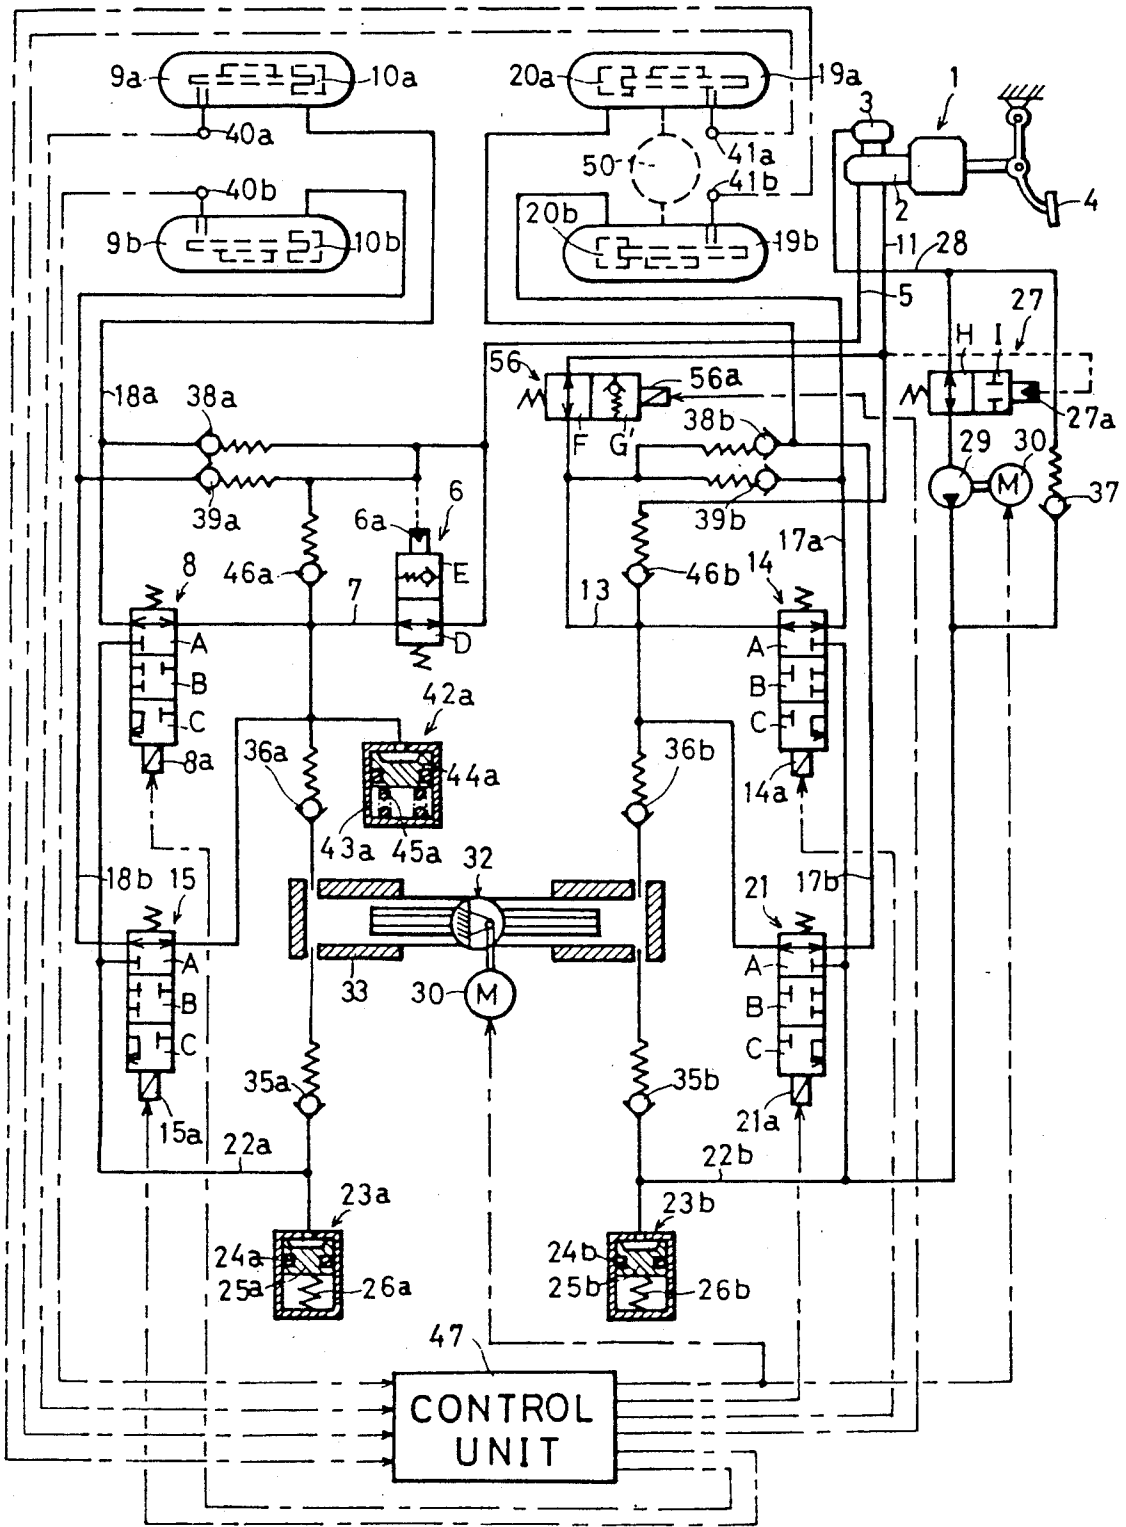 9a 10a 20a 19a 1
3
40a 41a
50
40b 41b 2 4
9b 10b 20b 19b 11 28
5 27
56 56a H I
18a 38a F G' 38b 27a
29 30
39a 6 39b M 37
6a 17a
8 46a 7 E 46b 13 14
A D A
B B
C 42a C
8a 36a 44a 36b 14a
43a 45a
18b 15 32 21 17b
A A
33 30 M
B B
C C
35a 35b
15a 21a
22a 22b
23a 23b
24a 24b
25a 26a 25b 26b
47
CONTROL
UNIT